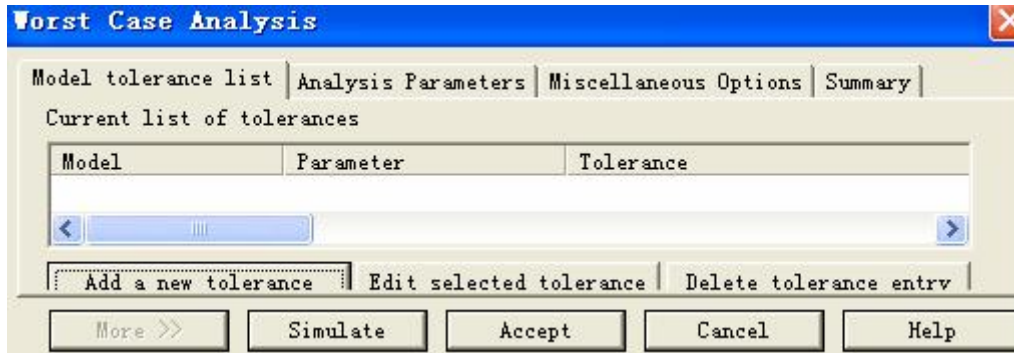 Worst Case Analysis
Model tolerance list Analysis Parameters Miscellaneous Options Summary
Current list of tolerances
Model Parameter Tolerance
Add a new tolerance Edit selected tolerance Delete tolerance entry
More >> Simulate Accept Cancel Help